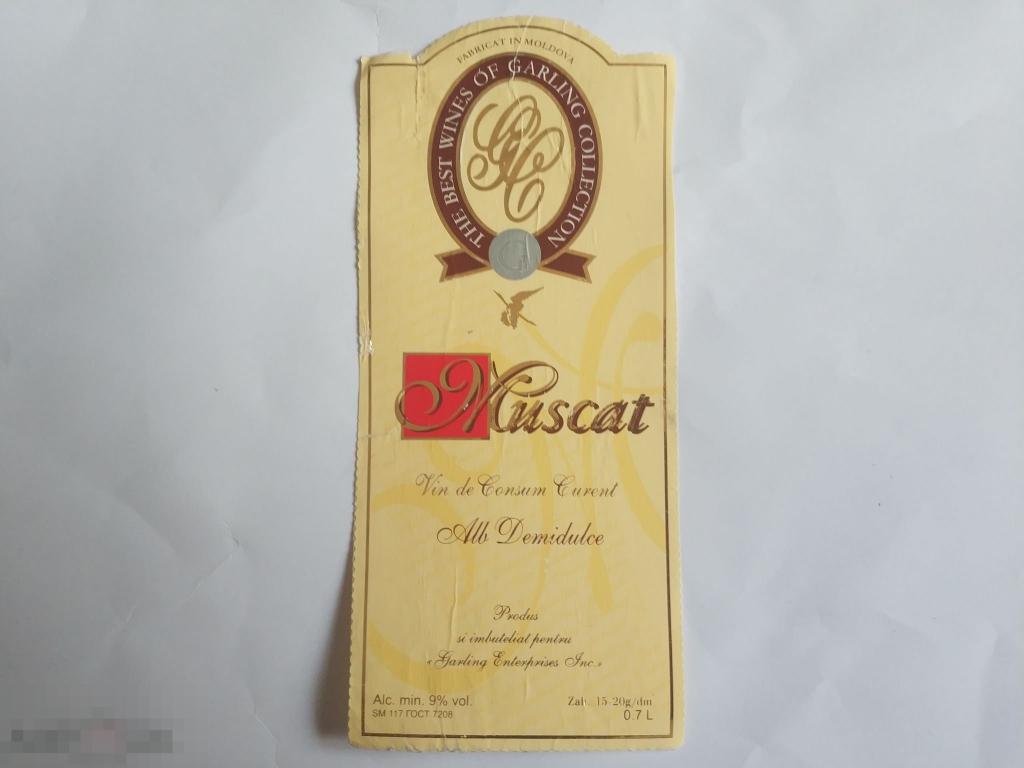 FABRICAT IN MOLDOVA
THE BEST WINES OF GARLING COLLECTION
GC
Muscat
Vin de Consum Curent
Alb Demidulce
Produs
si imbuteliat pentru
«Garling Enterprises Inc.»
Alc. min. 9% vol.
Zah. 15-20g/dm
SM 117 ГОСТ 7208
0.7 L